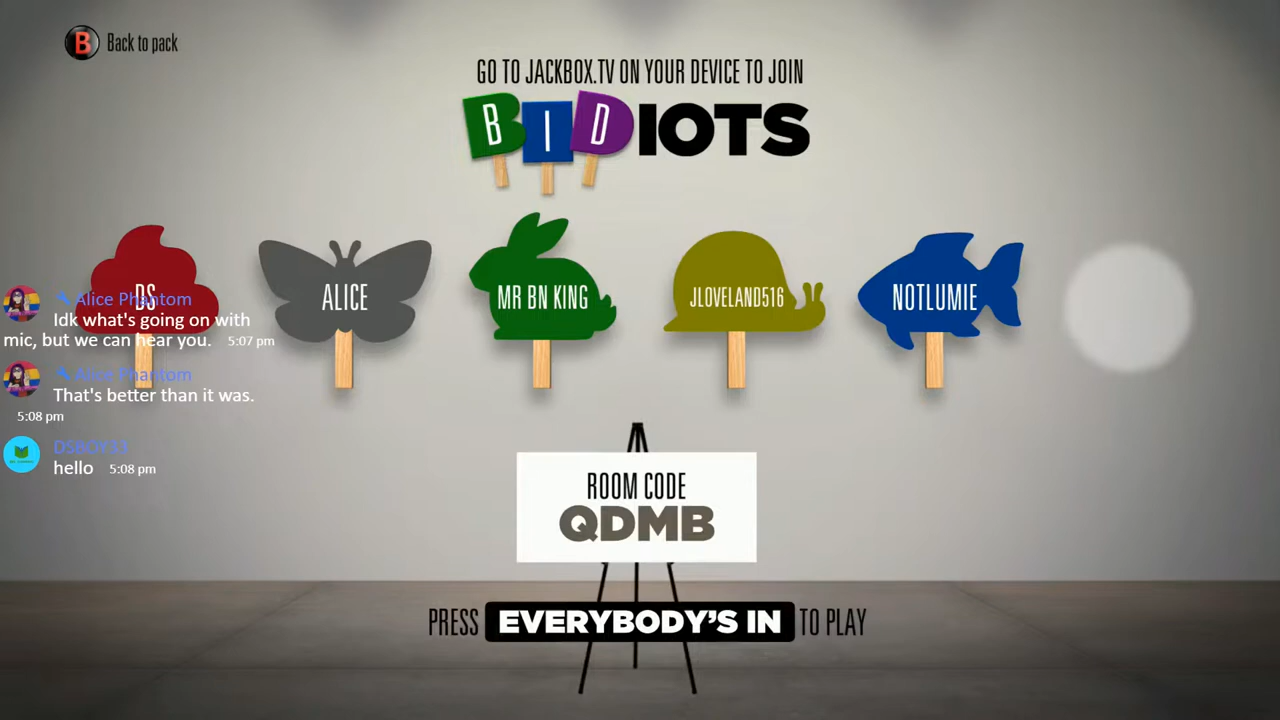 B Back to pack
GO TO JACKBOX.TV ON YOUR DEVICE TO JOIN
BIDIOTS
DS
ALICE
MR BN KING
JLOVELAND516
NOTLUMIE
Alice Phantom
Idk what's going on with
mic, but we can hear you. 5:07 pm
Alice Phantom
That's better than it was.
5:08 pm
DSBOY33
hello 5:08 pm
ROOM CODE
QDMB
PRESS EVERYBODY'S IN TO PLAY